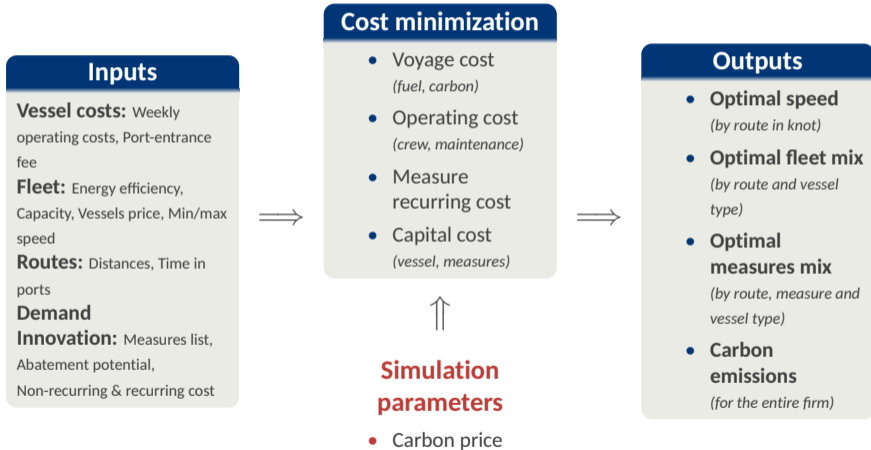 Inputs
Vessel costs: Weekly
operating costs, Port-entrance
fee
Fleet: Energy efficiency,
Capacity, Vessels price, Min/max
speed
Routes: Distances, Time in
ports
Demand
Innovation: Measures list,
Abatement potential,
Non-recurring & recurring cost
Cost minimization
• Voyage cost
(fuel, carbon)
• Operating cost
(crew, maintenance)
• Measure
recurring cost
• Capital cost
(vessel, measures)
Simulation
parameters
• Carbon price
Outputs
• Optimal speed
(by route in knot)
• Optimal fleet mix
(by route and vessel
type)
• Optimal
measures mix
(by route, measure and
vessel type)
• Carbon
emissions
(for the entire firm)